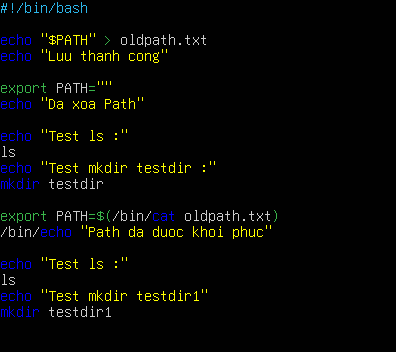 #!/bin/bash
echo "$PATH" > oldpath.txt
echo "Luu thanh cong"
export PATH=""
echo "Da xoa Path"
echo "Test ls :"
ls
echo "Test mkdir testdir :"
mkdir testdir
export PATH=$(/bin/cat oldpath.txt)
/bin/echo "Path da duoc khoi phuc"
echo "Test ls :"
ls
echo "Test mkdir testdir1"
mkdir testdir1